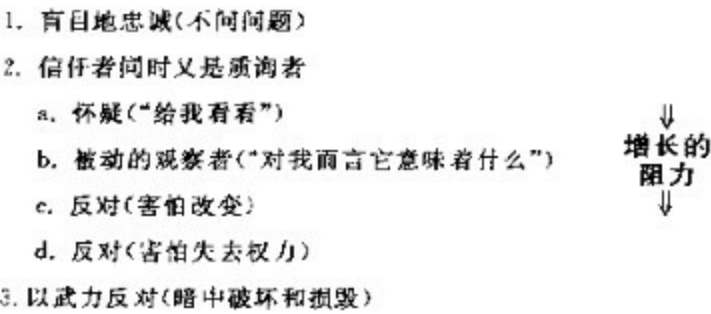 1. 盲目地忠诚(不问问题)
2. 信任者同时又是质询者
a. 怀疑(“给我看看”)
b. 被动的观察者(“对我而言它意味着什么”)
c. 反对(害怕改变)
d. 反对(害怕失去权力)
3. 以武力反对(暗中破坏和损毁)
⇓
增长的
阻力
⇓